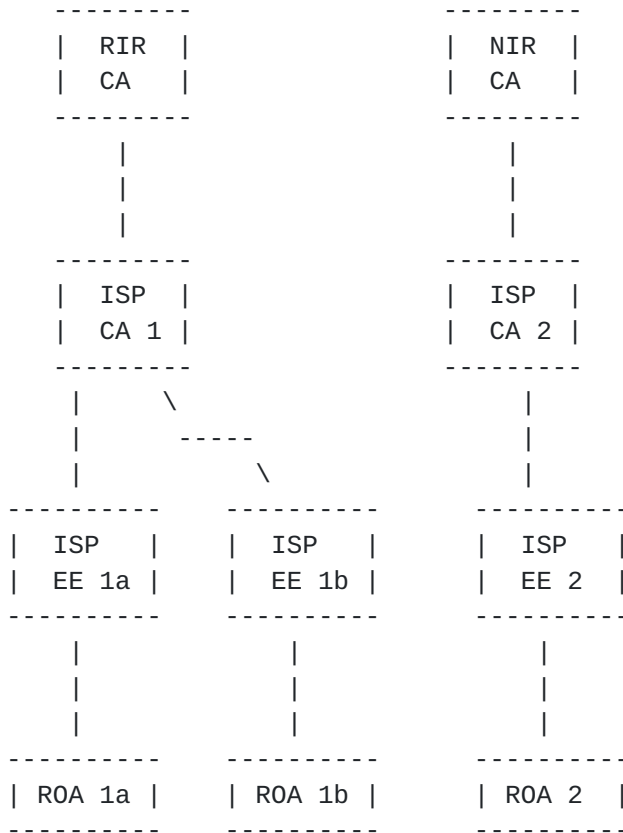 RIR NIR
CA CA
ISP ISP
CA 1 CA 2
ISP ISP ISP
EE 1a EE 1b EE 2
ROA 1a ROA 1b ROA 2